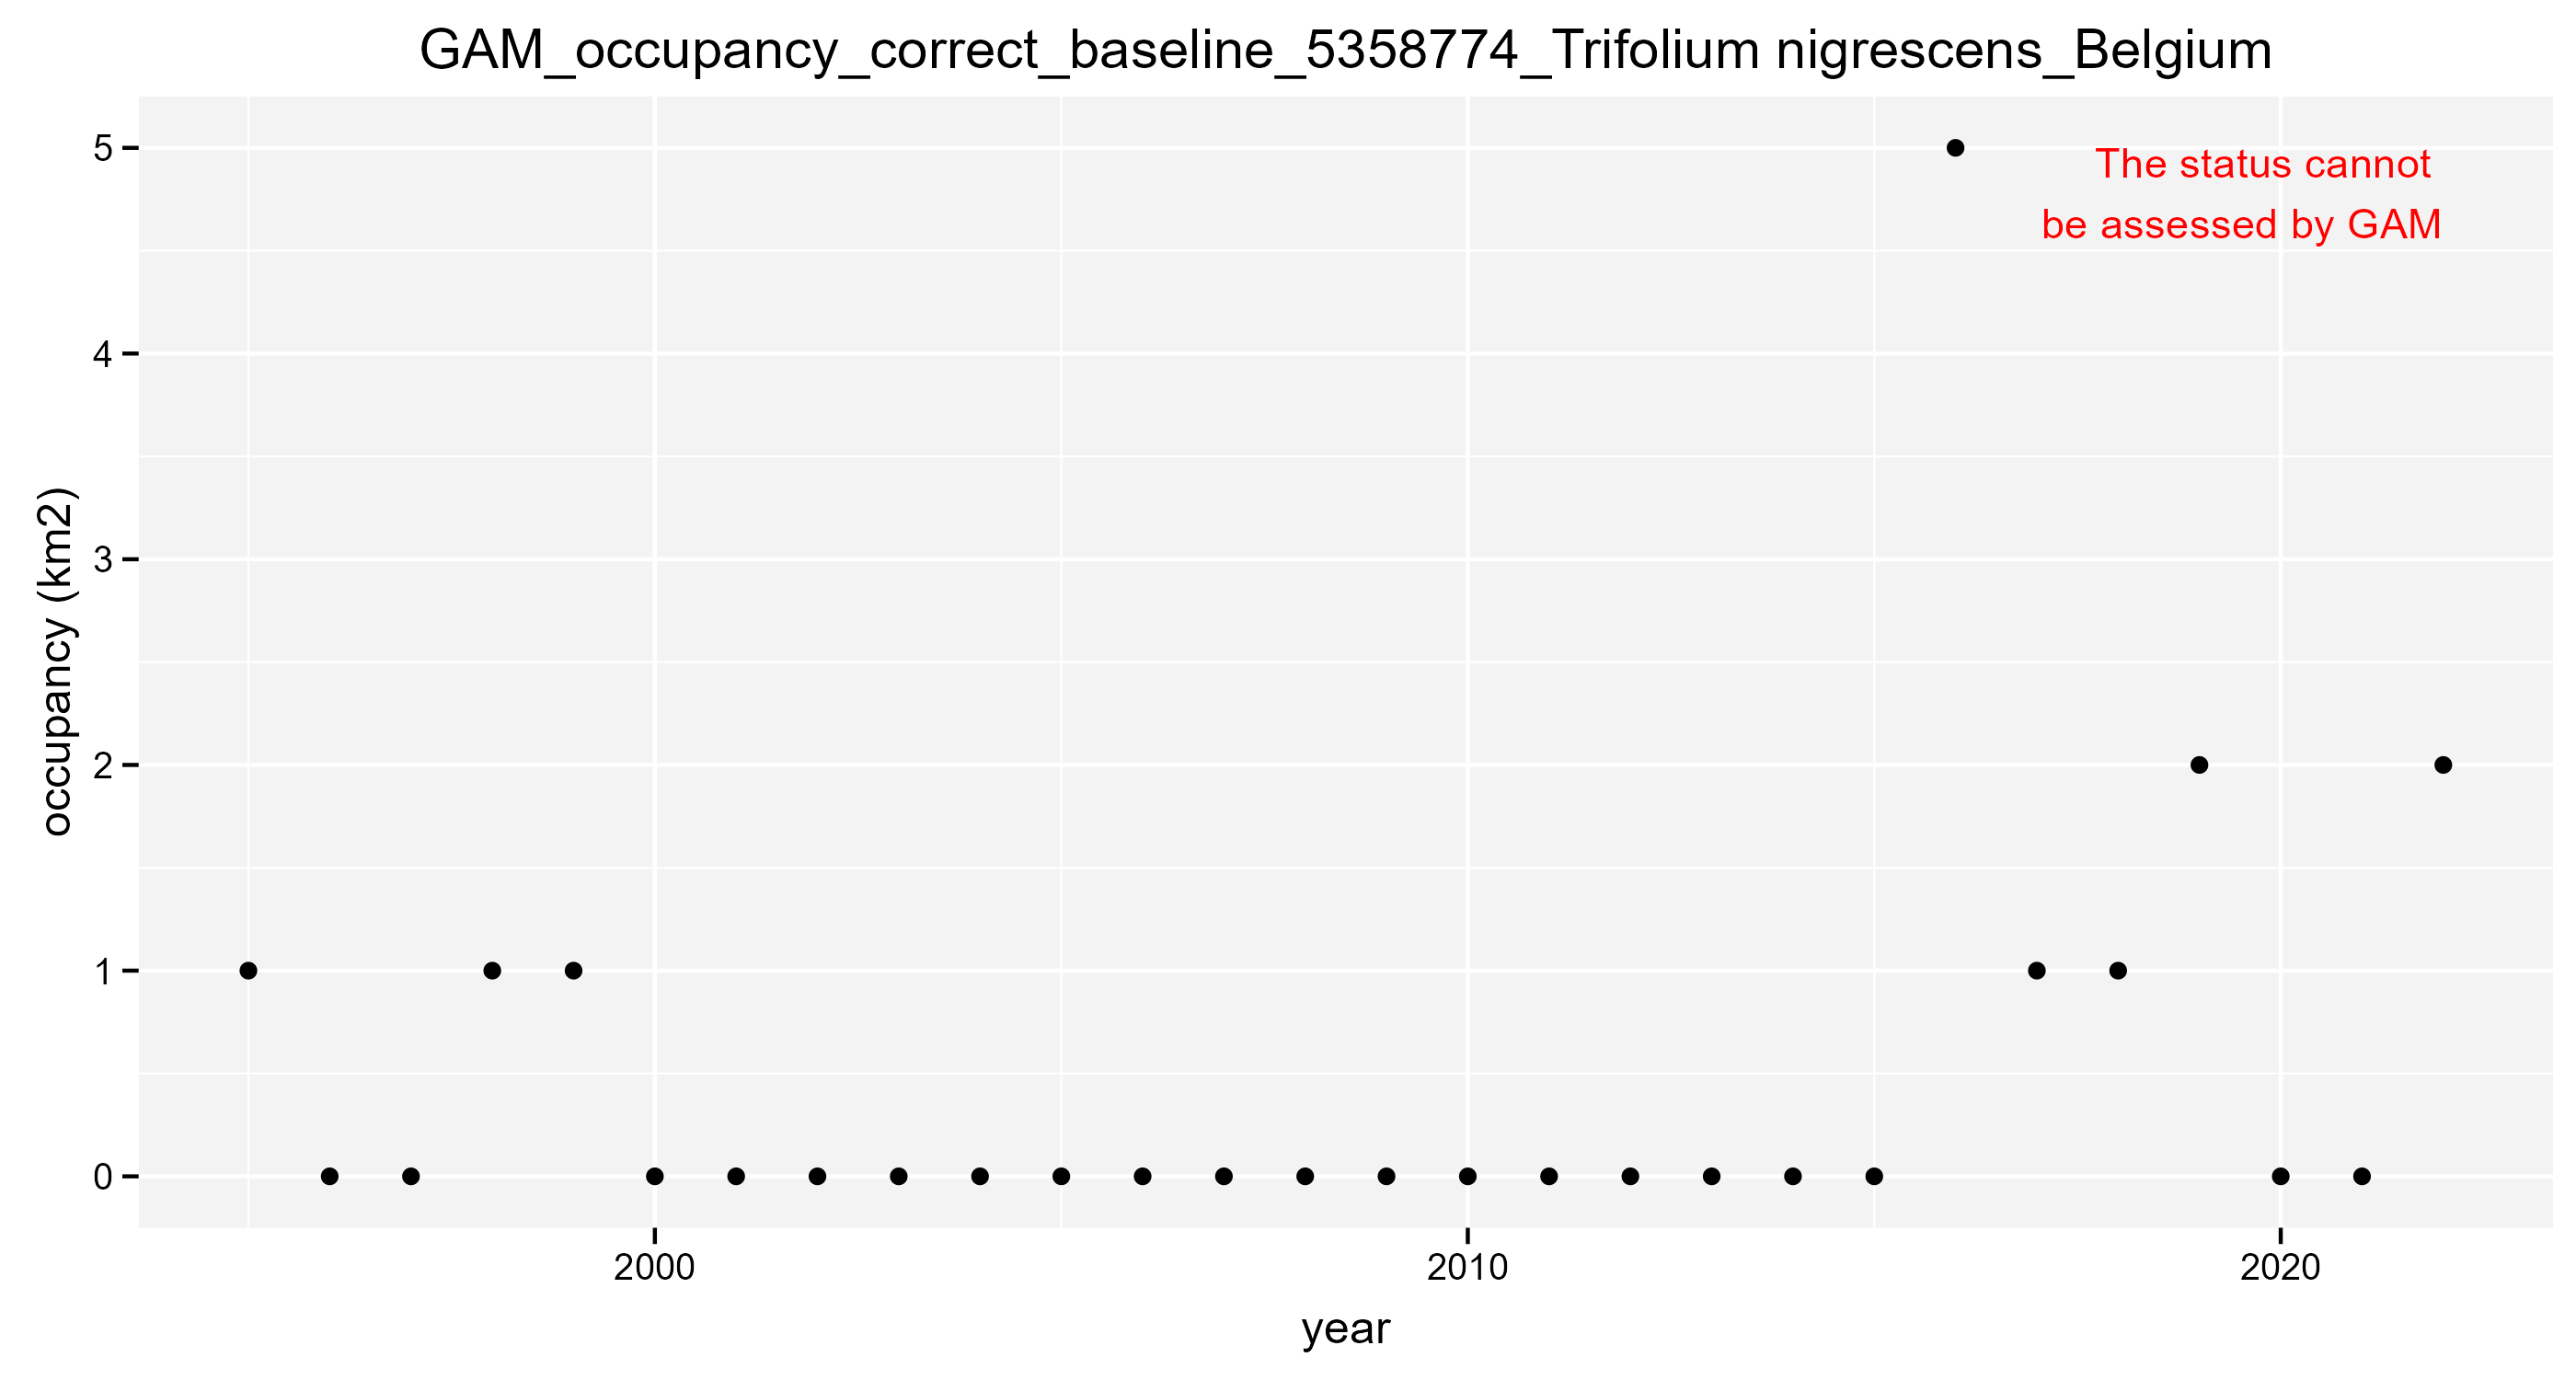 GAM_occupancy_correct_baseline_5358774_Trifolium nigrescens_Belgium
The status cannot
be assessed by GAM
occupancy (km2)
5
4
3
2
1
0
2000 2010 2020
year